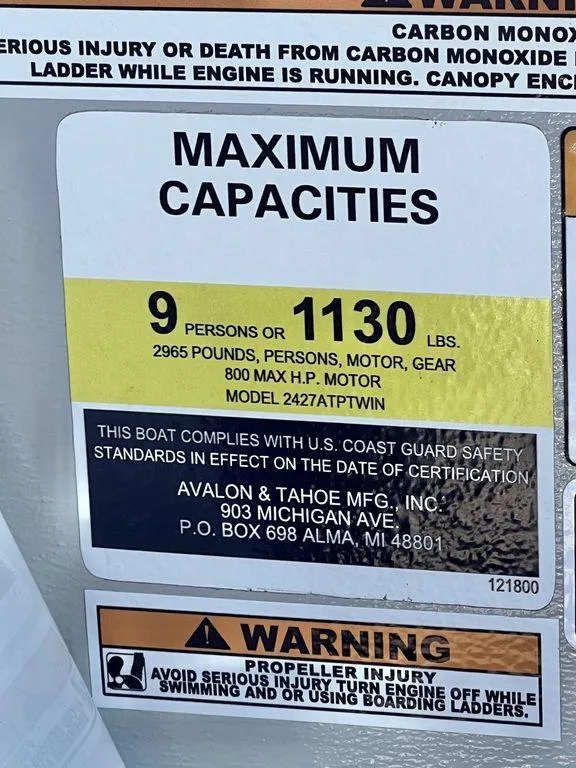 CARBON
SERIOUS INJURY OR DEATH FROM CARBON MONOXIDE
LADDER WHILE ENGINE IS RUNNING. CANOPY
MAXIMUM
CAPACITIES
9 PERSONS OR 1130 LBS.
2965 POUNDS, PERSONS, MOTOR, GEAR
800 MAX H.P. MOTOR
MODEL 2427ATPTWIN
THIS BOAT COMPLIES WITH U.S. COAST GUARD SAFETY
STANDARDS IN EFFECT ON THE DATE OF CERTIFICATION
AVALON & TAHOE MFG., INC.
903 MICHIGAN AVE.
P.O. BOX 698 ALMA, MI 48801
121800
WARNING
PROPELLER INJURY
AVOID SERIOUS INJURY TURN ENGINE OFF WHILE
SWIMMING AND OR USING BOARDING LADDERS.